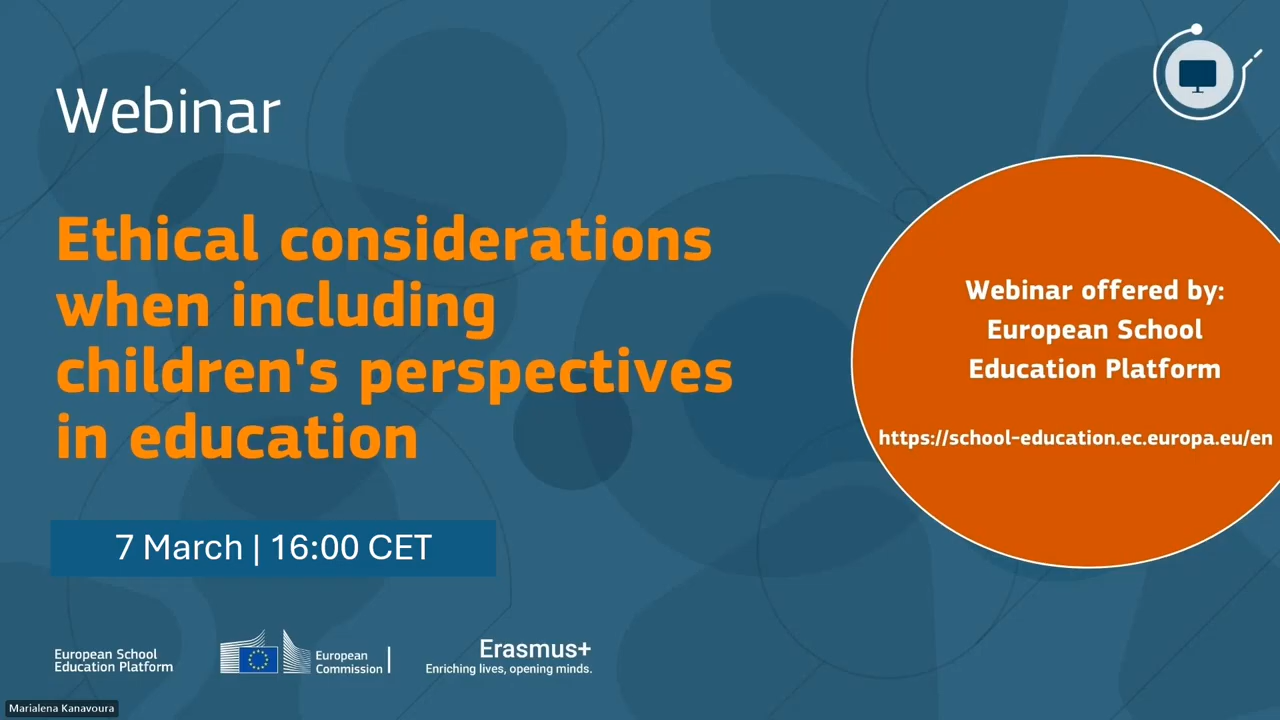 Webinar
Ethical considerations
when including
children's perspectives
in education
7 March | 16:00 CET
Webinar offered by:
European School
Education Platform
https://school-education.ec.europa.eu/en
European School
Education Platform
European
Commission
Erasmus+
Enriching lives, opening minds.
Marialena Kanavoura